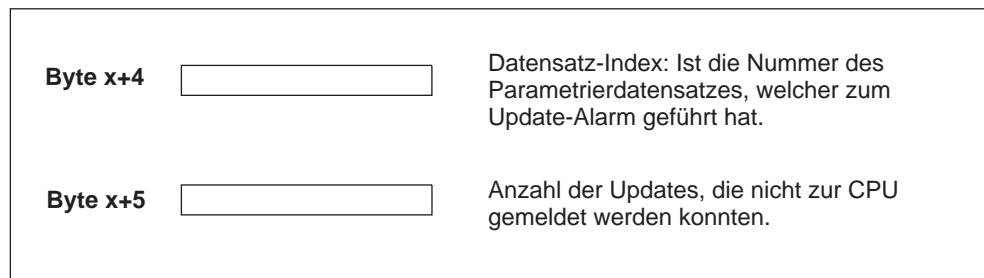 Byte x+4
Datensatz-Index: Ist die Nummer des
Parametrierdatensatzes, welcher zum
Update-Alarm geführt hat.
Byte x+5
Anzahl der Updates, die nicht zur CPU
gemeldet werden konnten.